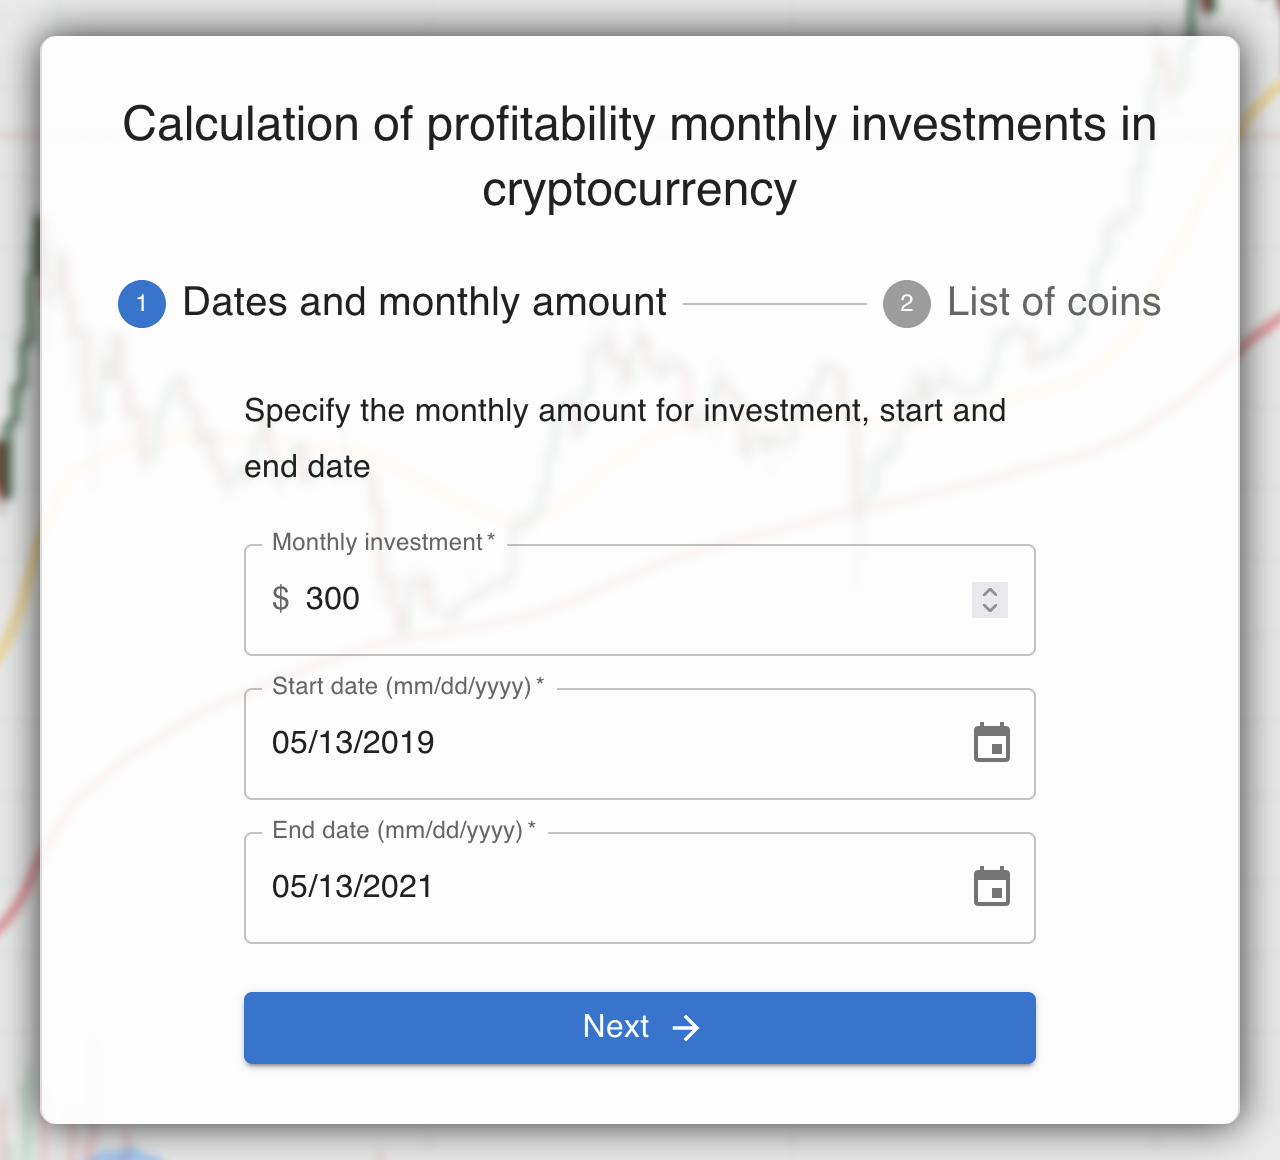 Calculation of profitability monthly investments in
cryptocurrency
1 Dates and monthly amount
2 List of coins
Specify the monthly amount for investment, start and
end date
Monthly investment *
$ 300
Start date (mm/dd/yyyy) *
05/13/2019
End date (mm/dd/yyyy) *
05/13/2021
Next →